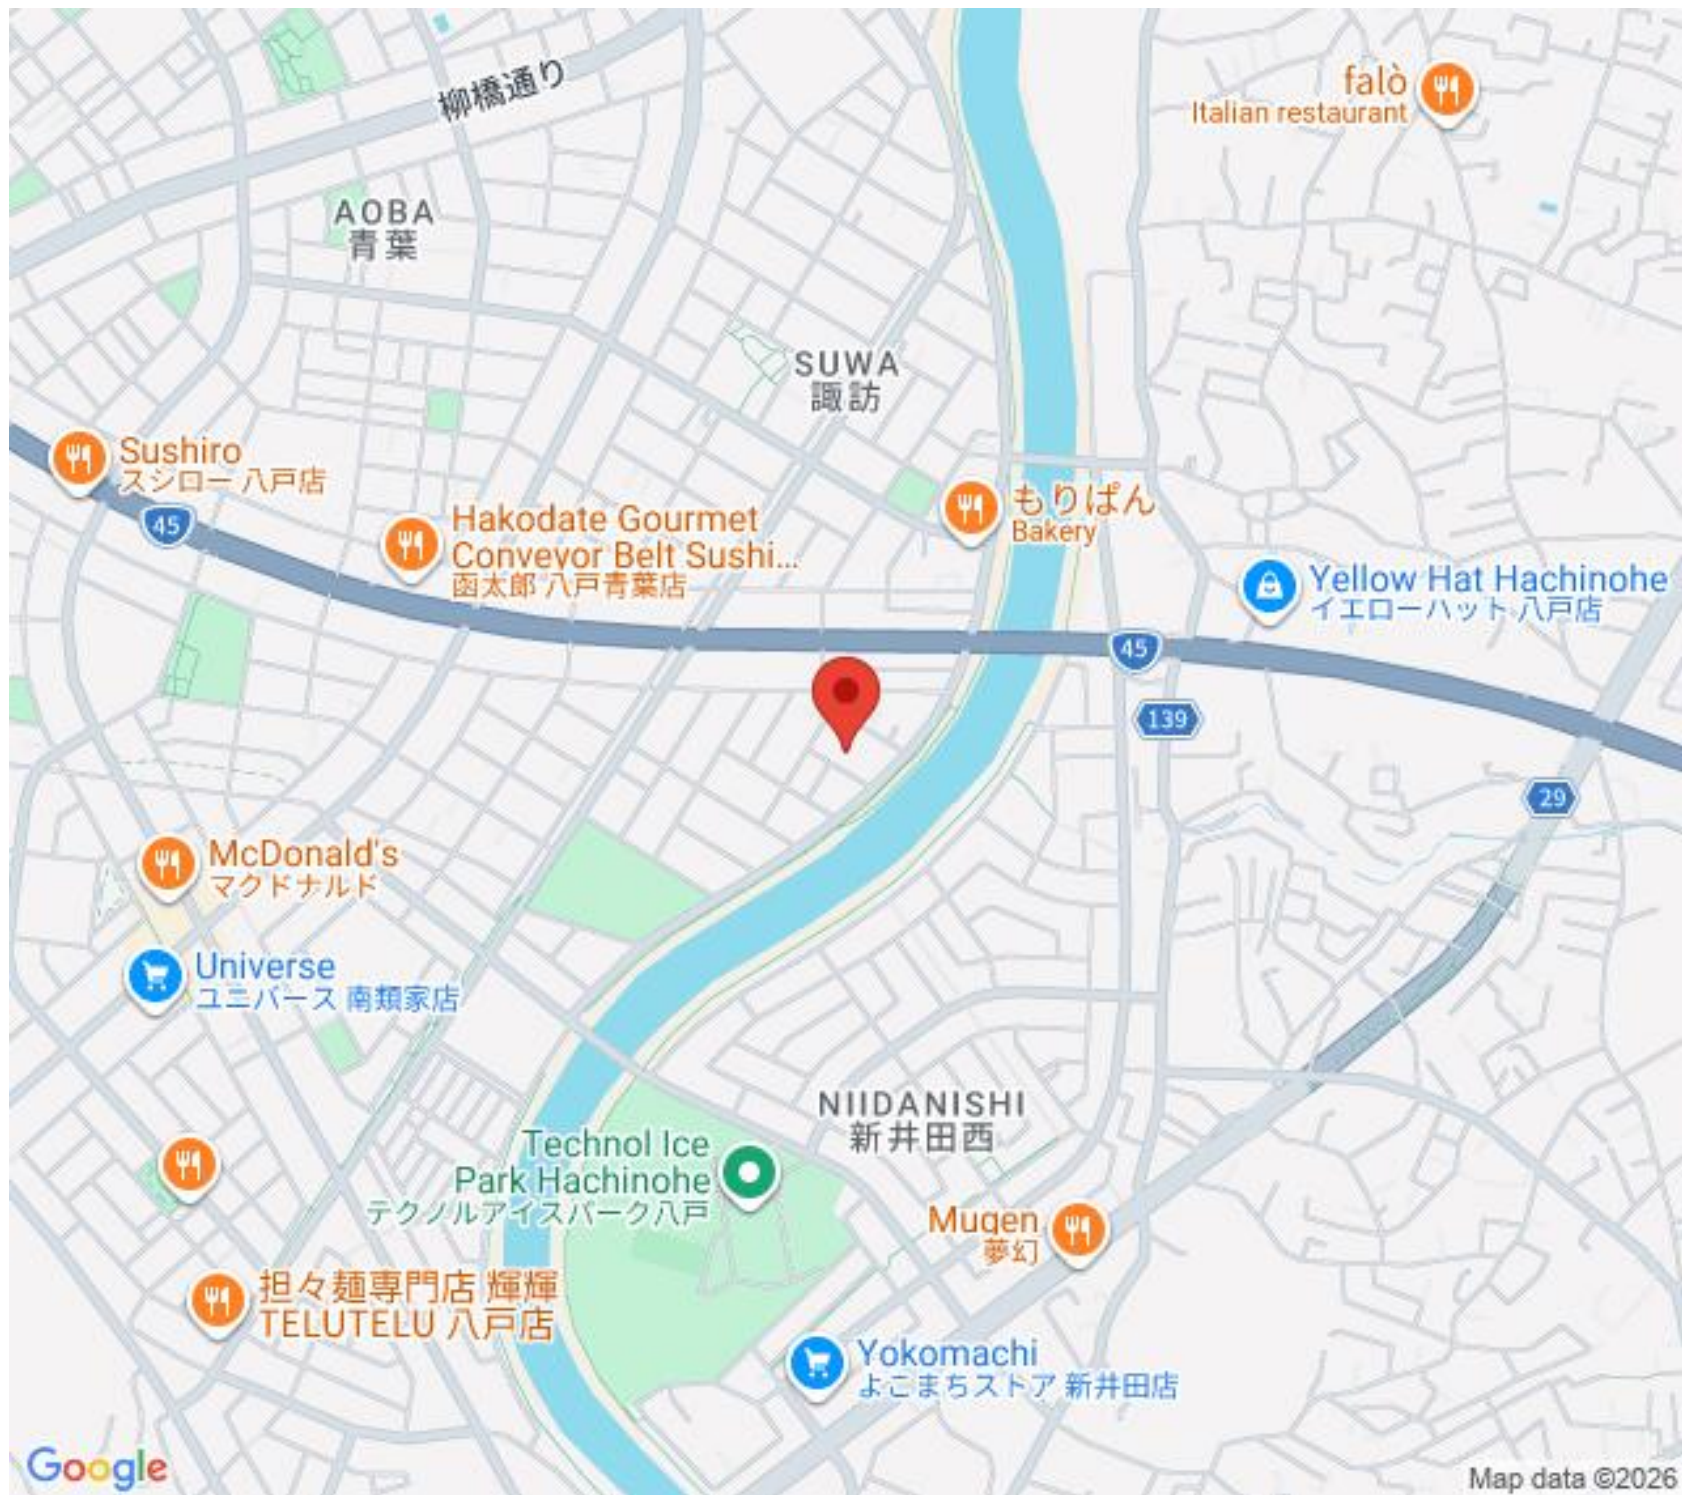 柳橋通り
falò
Italian restaurant
AOBA
青葉
SUWA
諏訪
Sushiro
スシロー 八戸店
45
Hakodate Gourmet
Conveyor Belt Sushi...
函太郎 八戸青葉店
もりぱん
Bakery
Yellow Hat Hachinohe
イエローハット 八戸店
45
139
29
McDonald's
マクドナルド
Universe
ユニバース 南類家店
NIIDANISHI
新井田西
Technol Ice
Park Hachinohe
テクノルアイスパーク八戸
Mugen
夢幻
担々麺専門店 輝輝
TELUTELU 八戸店
Yokomachi
よこまちストア 新井田店
Google
Map data ©2026